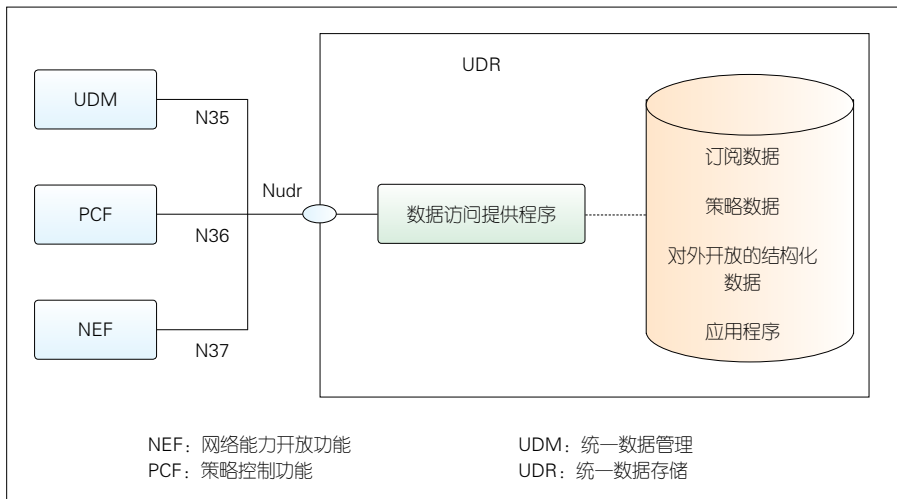 UDR
UDM
N35
Nudr
PCF
N36
数据访问提供程序
NEF
N37
订阅数据
策略数据
对外开放的结构化
数据
应用程序
NEF：网络能力开放功能
PCF：策略控制功能
UDM：统一数据管理
UDR：统一数据存储